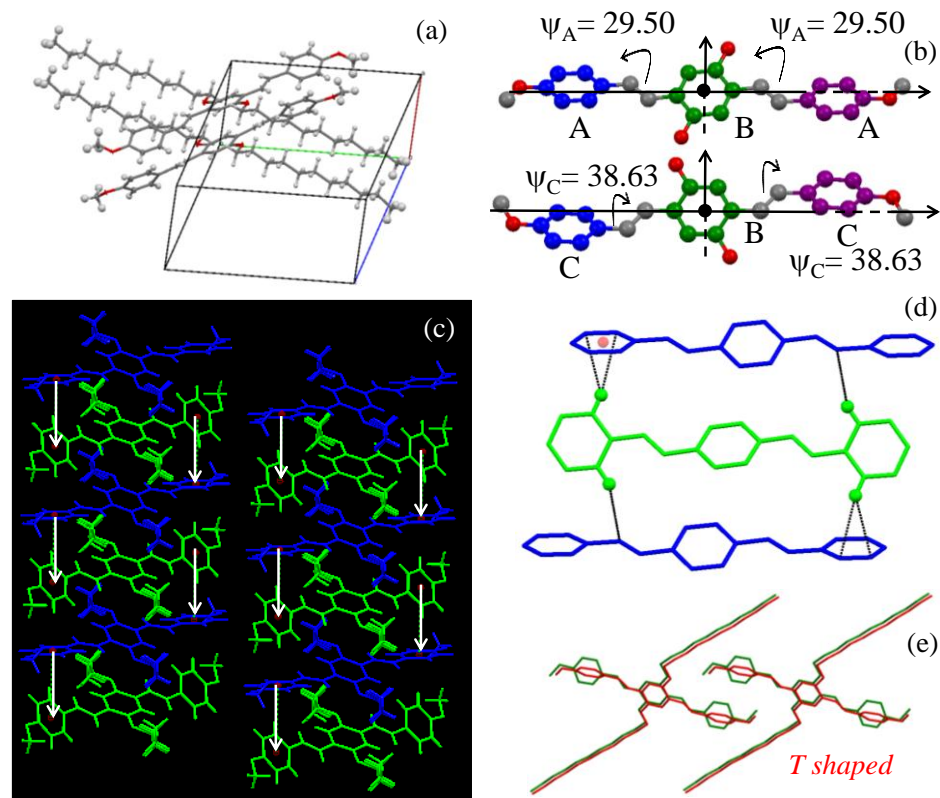 (a)
ψA = 29.50
ψA = 29.50
(b)
A
B
A
ψC= 38.63
B
C
C
ψC= 38.63
(c)
(d)
(e)
T shaped